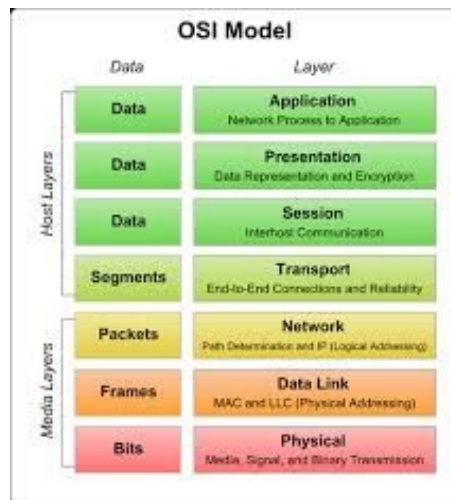 OSI Model
Data Layer
Host Layers
Data
Application
Network Process to Application
Data
Presentation
Data Representation and Encryption
Data
Session
Interhost Communication
Segments
Transport
End-to-End Connections and Reliability
Media Layers
Packets
Network
Path Determination and IP (Logical Addressing)
Frames
Data Link
MAC and LLC (Physical Addressing)
Bits
Physical
Media, Signal, and Binary Transmission